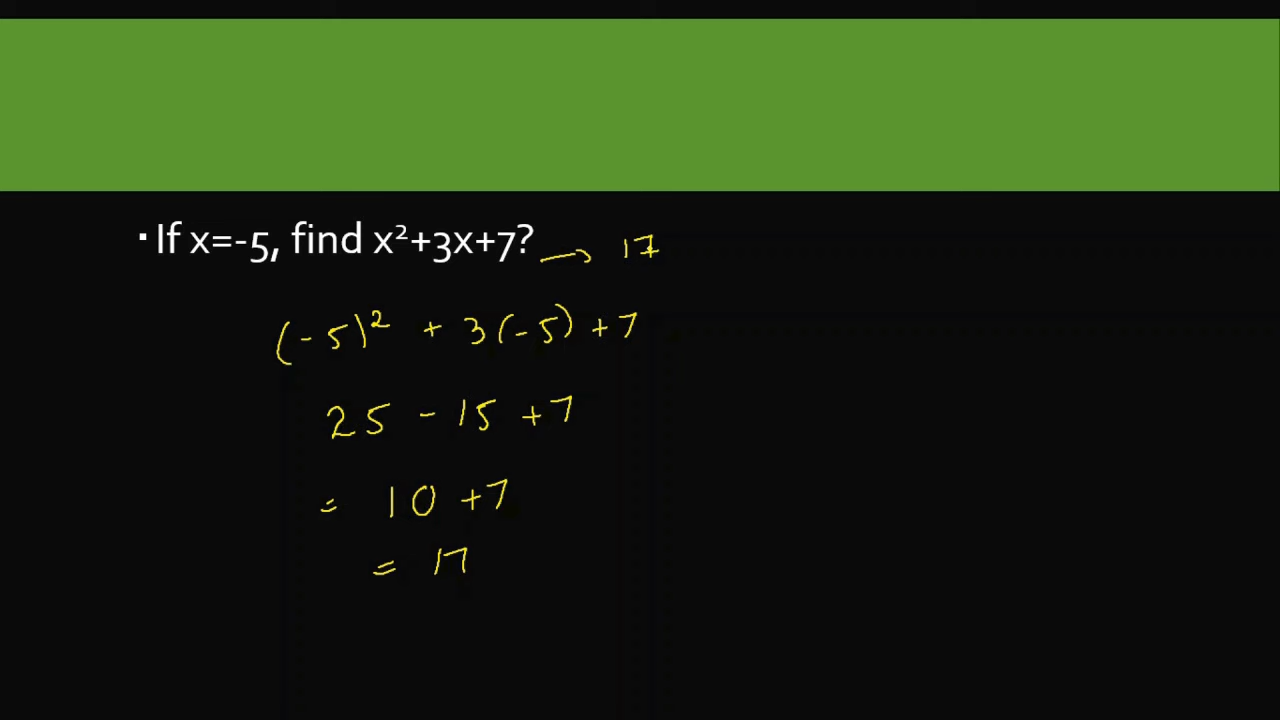 ▪ If x=-5, find x²+3x+7? → 17
(-5)² + 3(-5) +7
25 - 15 +7
= 10 +7
= 17